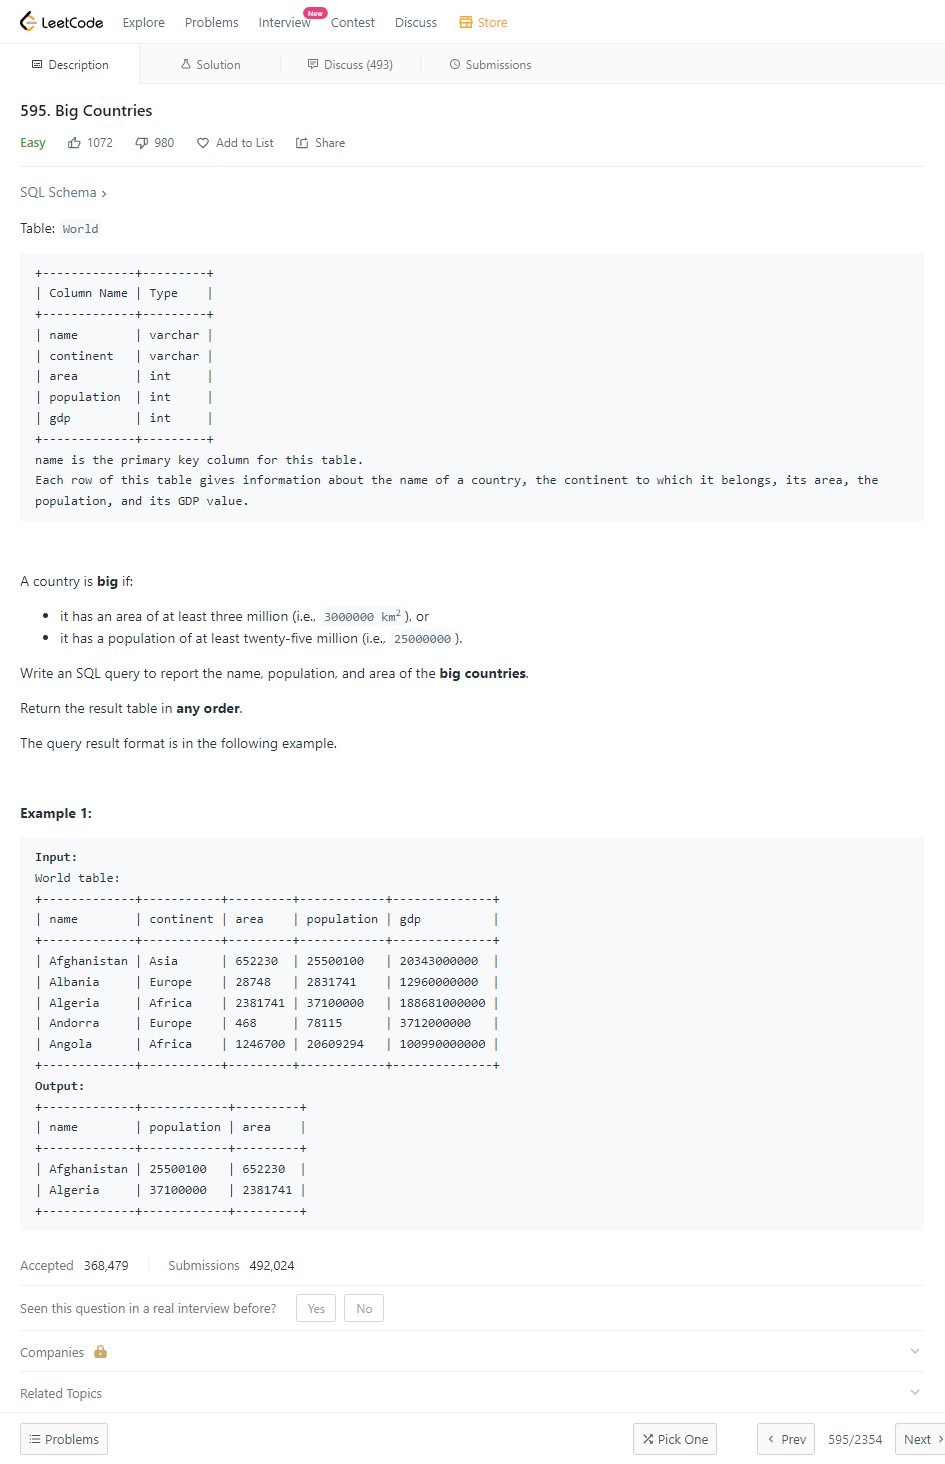 LeetCode Explore Problems Interview New Contest Discuss Store
Description Solution Discuss (493) Submissions
595. Big Countries
Easy 1072 980 Add to List Share
SQL Schema >
Table: World
+-------------+---------+
| Column Name | Type    |
+-------------+---------+
| name        | varchar |
| continent   | varchar |
| area        | int     |
| population  | int     |
| gdp         | int     |
+-------------+---------+
name is the primary key column for this table.
Each row of this table gives information about the name of a country, the continent to which it belongs, its area, the
population, and its GDP value.
A country is big if:
• it has an area of at least three million (i.e., 3000000 km²), or
• it has a population of at least twenty-five million (i.e., 25000000).
Write an SQL query to report the name, population, and area of the big countries.
Return the result table in any order.
The query result format is in the following example.
Example 1:
Input:
World table:
+-------------+-----------+---------+------------+--------------+
| name        | continent | area    | population | gdp          |
+-------------+-----------+---------+------------+--------------+
| Afghanistan | Asia      | 652230  | 25500100   | 20343000000  |
| Albania     | Europe    | 28748   | 2831741    | 12960000000  |
| Algeria     | Africa    | 2381741 | 37100000   | 188681000000 |
| Andorra     | Europe    | 468     | 78115      | 3712000000   |
| Angola      | Africa    | 1246700 | 20609294   | 100990000000 |
+-------------+-----------+---------+------------+--------------+
Output:
+-------------+------------+---------+
| name        | population | area    |
+-------------+------------+---------+
| Afghanistan | 25500100   | 652230  |
| Algeria     | 37100000   | 2381741 |
+-------------+------------+---------+
Accepted 368,479 Submissions 492,024
Seen this question in a real interview before? Yes No
Companies
Related Topics
Problems Pick One < Prev 595/2354 Next >